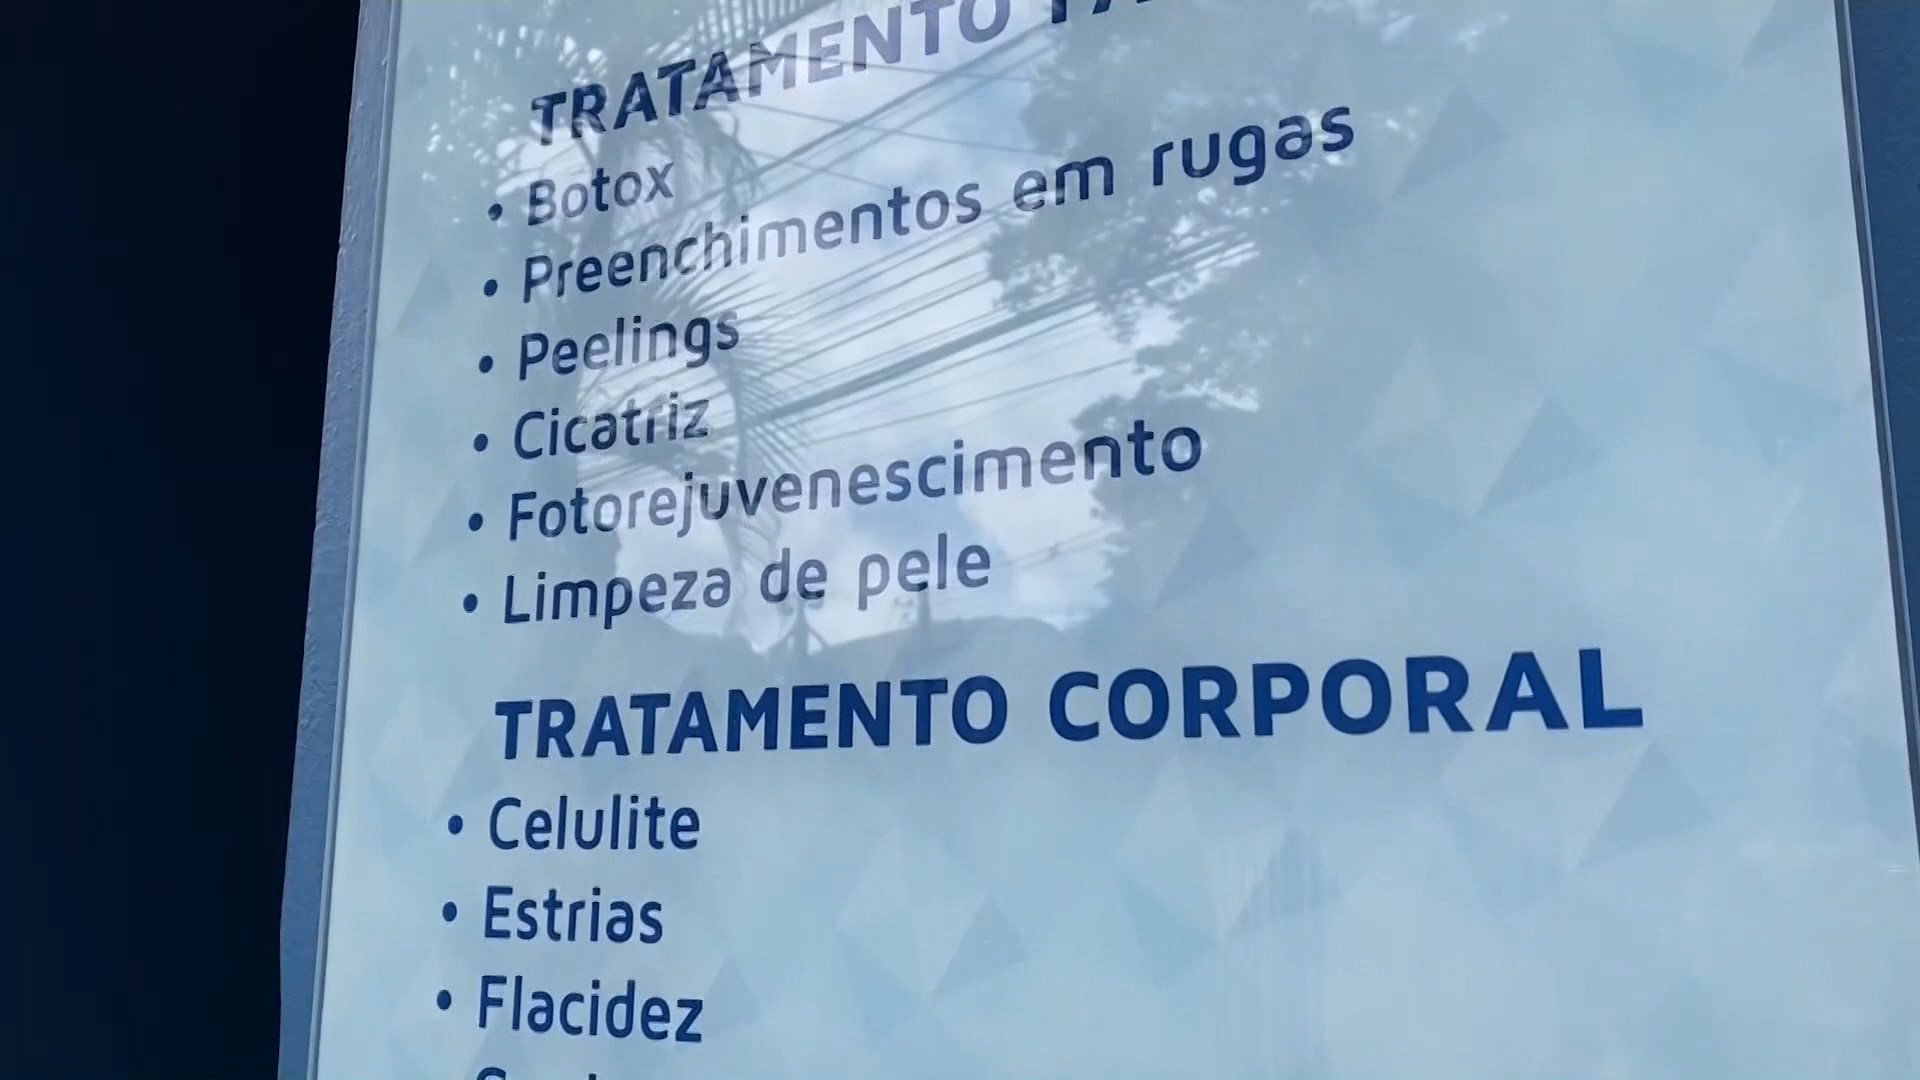 TRATAMENTO
• Botox
• Preenchimentos em rugas
• Peelings
• Cicatriz
• Fotorejuvenescimento
• Limpeza de pele
TRATAMENTO CORPORAL
• Celulite
• Estrias
• Flacidez